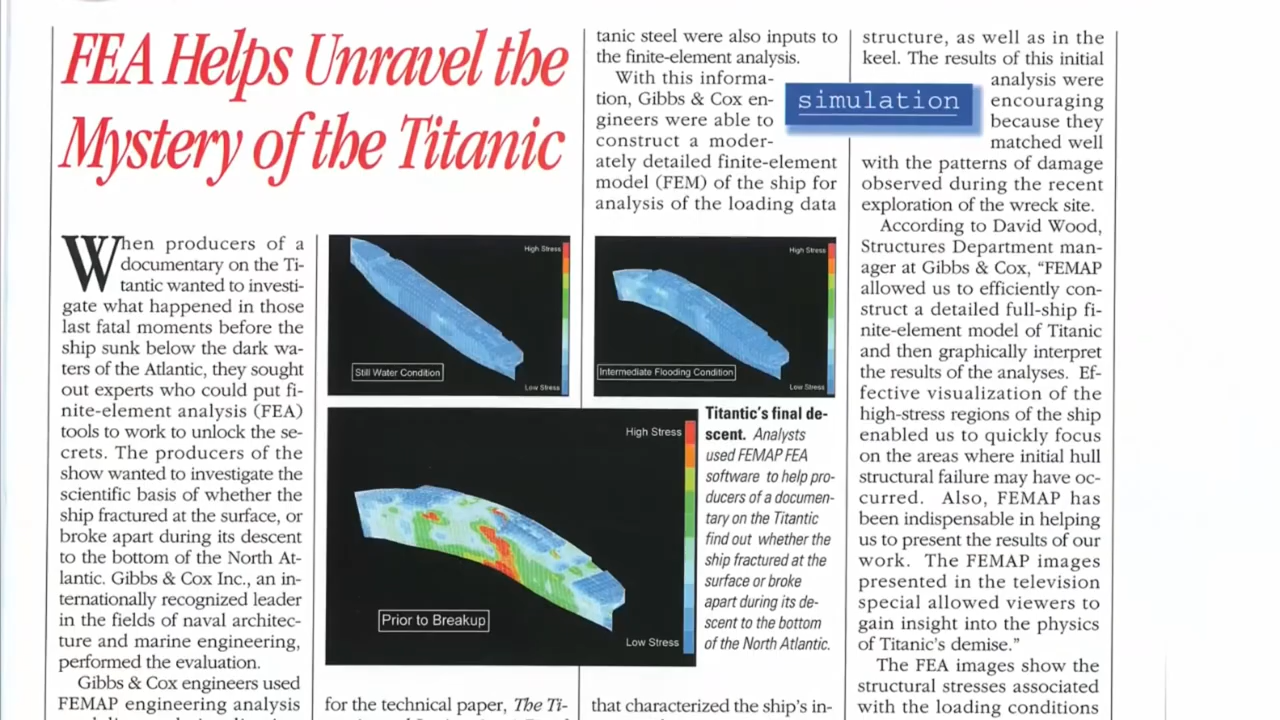 FEA Helps Unravel the
Mystery of the Titanic
When producers of a
documentary on the Ti-
tantic wanted to investi-
gate what happened in those
last fatal moments before the
ship sunk below the dark wa-
ters of the Atlantic, they sought
out experts who could put fi-
nite-element analysis (FEA)
tools to work to unlock the se-
crets. The producers of the
show wanted to investigate the
scientific basis of whether the
ship fractured at the surface, or
broke apart during its descent
to the bottom of the North At-
lantic. Gibbs & Cox Inc., an in-
ternationally recognized leader
in the fields of naval architec-
ture and marine engineering,
performed the evaluation.
Gibbs & Cox engineers used
FEMAP engineering analysis
High Stress
Still Water Condition
Low Stress
High Stress
Intermediate Flooding Condition
Low Stress
High Stress
Prior to Breakup
Low Stress
Titantic's final de-
scent. Analysts
used FEMAP FEA
software to help pro-
ducers of a documen-
tary on the Titantic
find out whether the
ship fractured at the
surface or broke
apart during its de-
scent to the bottom
of the North Atlantic.
for the technical paper, The Ti-
tanic steel were also inputs to
the finite-element analysis.
With this informa-
tion, Gibbs & Cox en-
gineers were able to
construct a moder-
ately detailed finite-element
model (FEM) of the ship for
analysis of the loading data
that characterized the ship's in-
simulation
structure, as well as in the
keel. The results of this initial
analysis were
encouraging
because they
matched well
with the patterns of damage
observed during the recent
exploration of the wreck site.
According to David Wood,
Structures Department man-
ager at Gibbs & Cox, “FEMAP
allowed us to efficiently con-
struct a detailed full-ship fi-
nite-element model of Titanic
and then graphically interpret
the results of the analyses. Ef-
fective visualization of the
high-stress regions of the ship
enabled us to quickly focus
on the areas where initial hull
structural failure may have oc-
curred. Also, FEMAP has
been indispensable in helping
us to present the results of our
work. The FEMAP images
presented in the television
special allowed viewers to
gain insight into the physics
of Titanic's demise.”
The FEA images show the
structural stresses associated
with the loading conditions